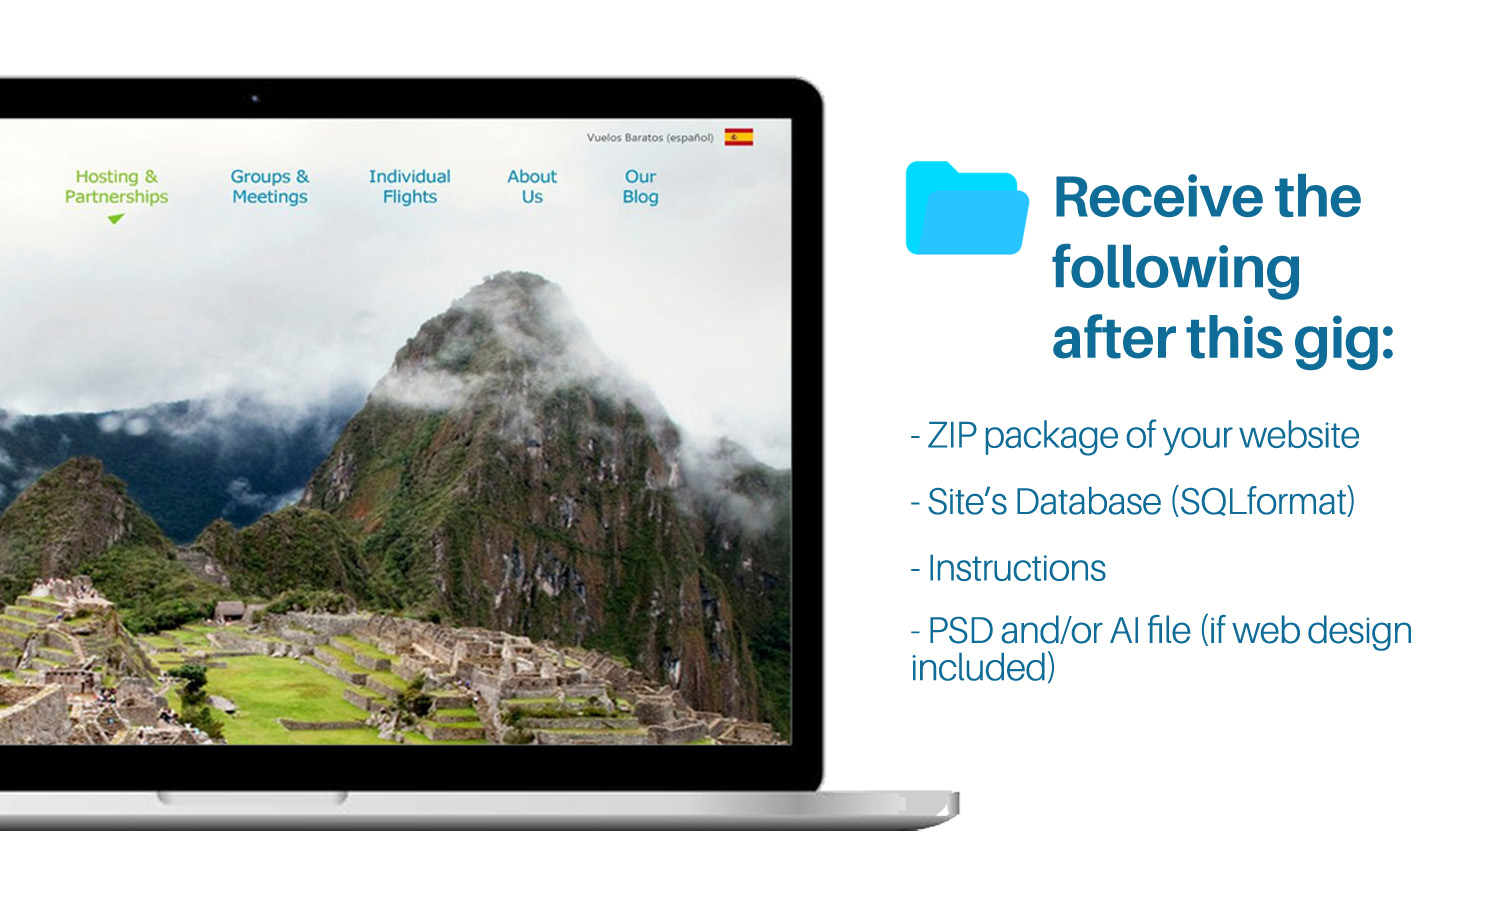 Vuelos Baratos (español)
Hosting &
Partnerships
Groups &
Meetings
Individual
Flights
About
Us
Our
Blog
Receive the
following
after this gig:
- ZIP package of your website
- Site’s Database (SQLformat)
- Instructions
- PSD and/or AI file (if web design
included)